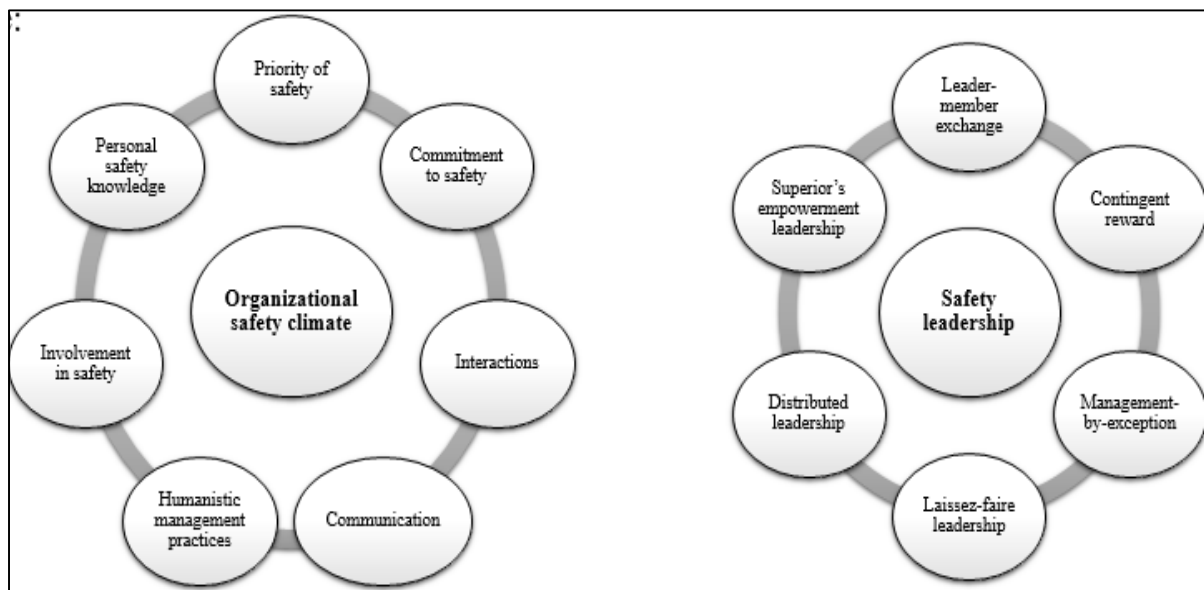 :
Priority of
safety
Commitment
to safety
Interactions
Communication
Humanistic
management
practices
Involvement
in safety
Personal
safety
knowledge
Organizational
safety climate
Leader-
member
exchange
Contingent
reward
Management-
by-exception
Laissez-faire
leadership
Distributed
leadership
Superior’s
empowerment
leadership
Safety
leadership